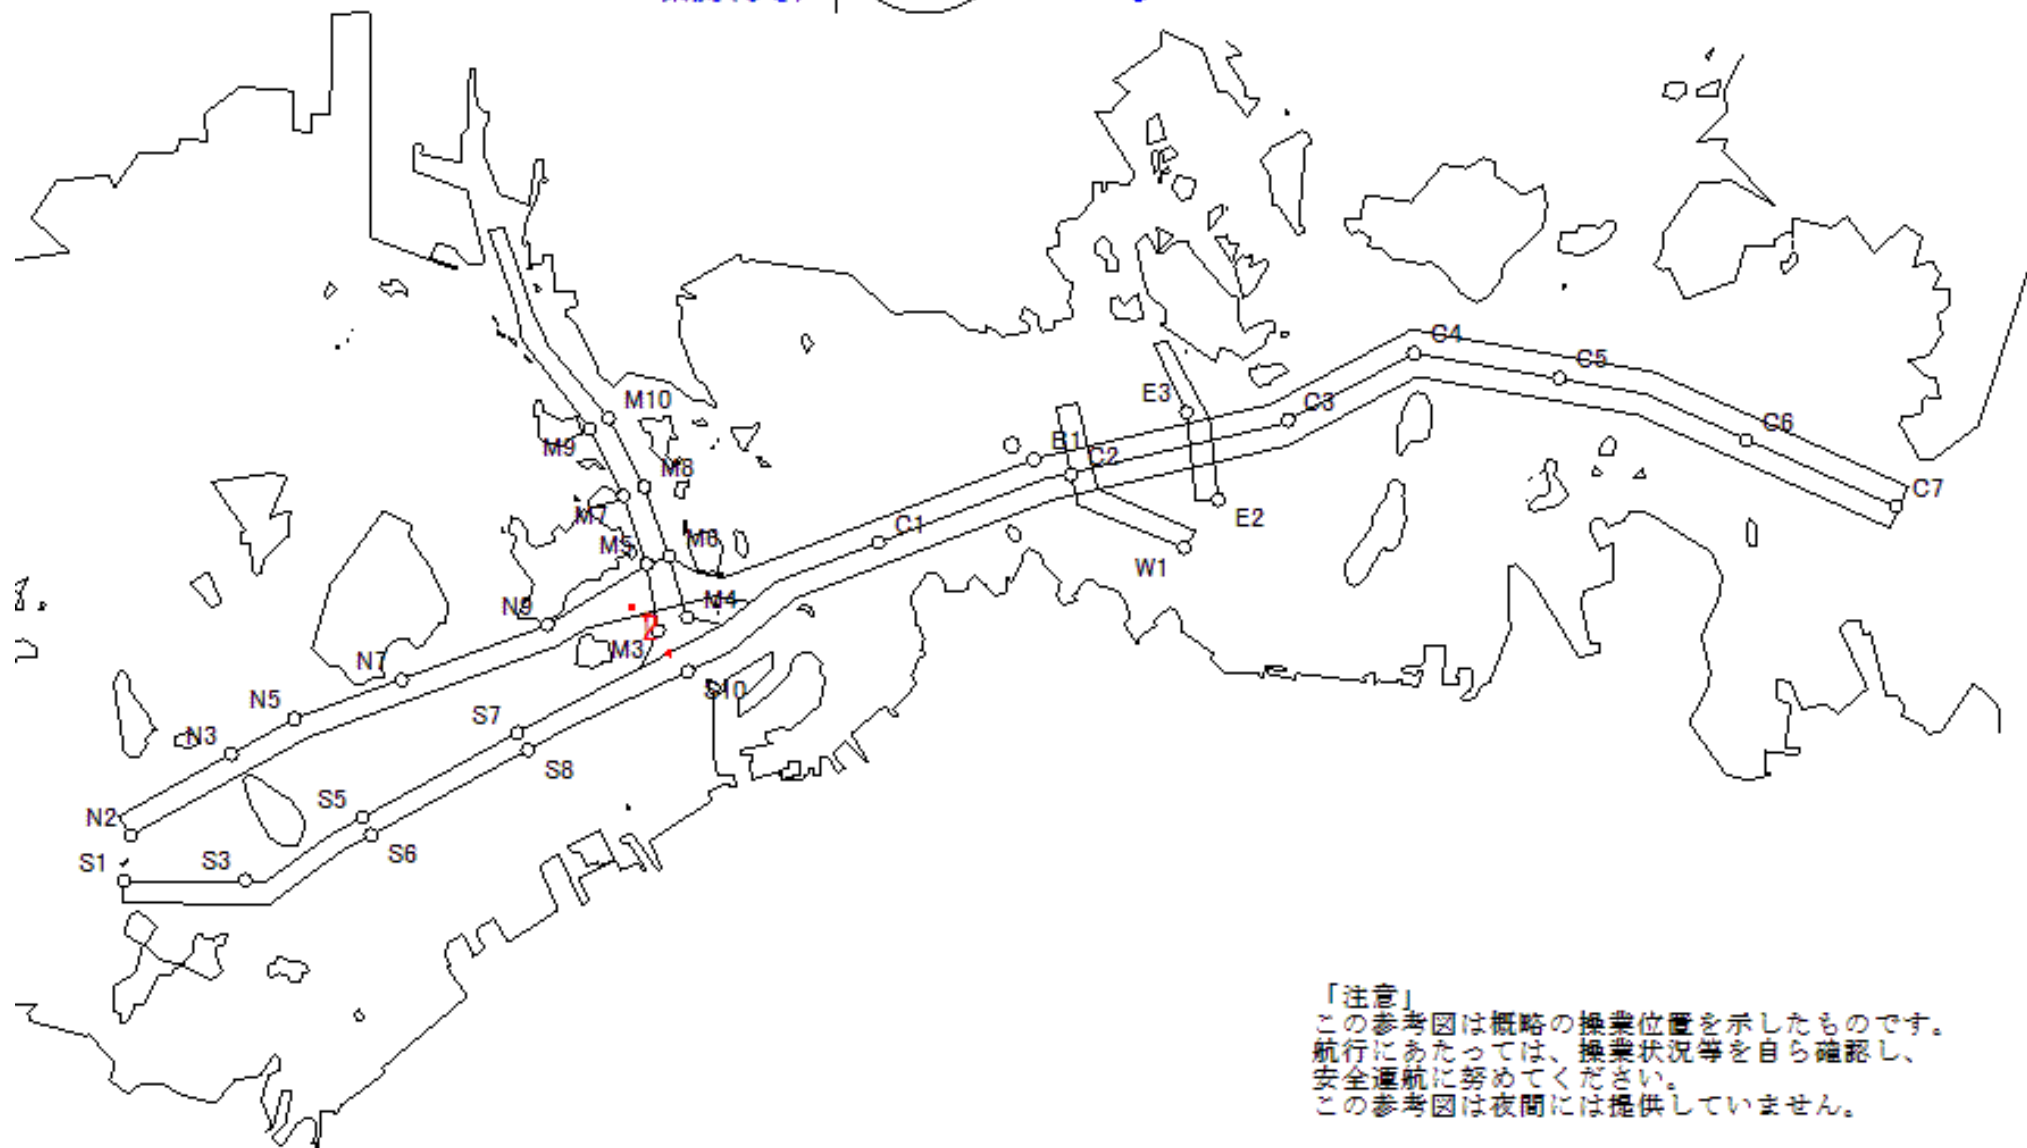 C4
C5
E3
M10
C3
C6
M9
B1
C2
M8
C7
M7
E2
C1
M5
M6
W1
N9
M4
2
M3
N7
S10
N5
S7
N3
S8
S5
N2
S6
S1
S3
「注意」
この参考図は概略の操業位置を示したものです。
航行にあたっては、操業状況等を自ら確認し、
安全運航に努めてください。
この参考図は夜間には提供していません。